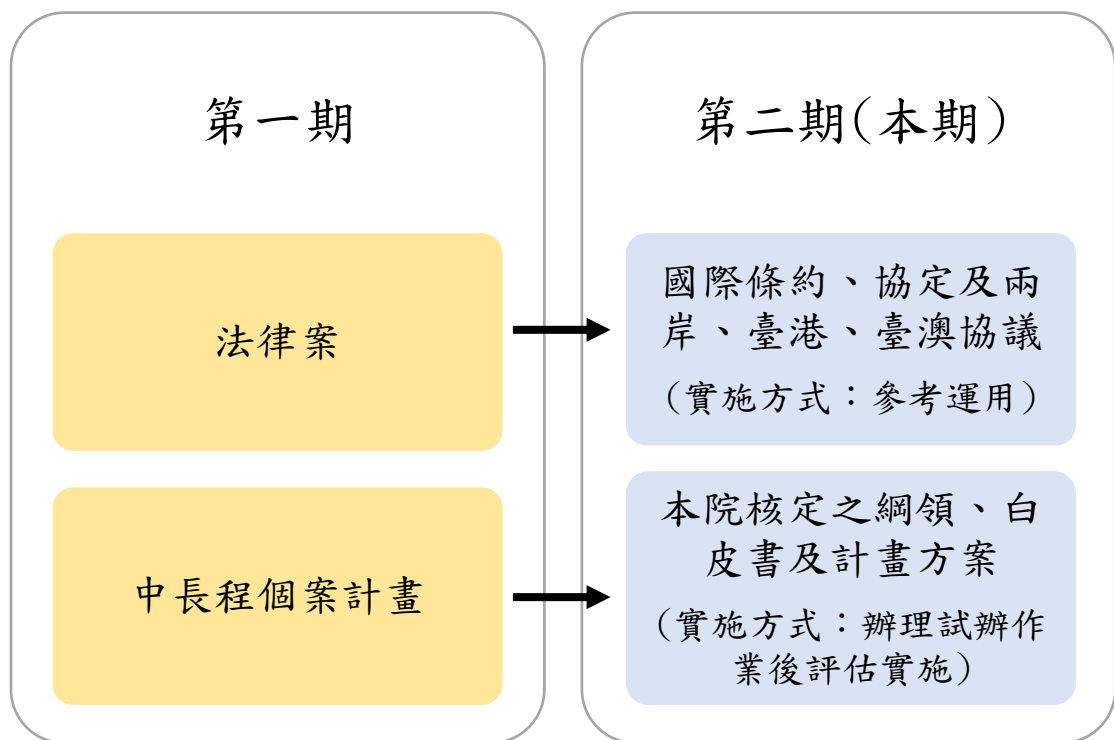 第一期
法律案
中長程個案計畫
第二期(本期)
國際條約、協定及兩
岸、臺港、臺澳協議
(實施方式：參考運用)
本院核定之綱領、白
皮書及計畫方案
(實施方式：辦理試辦作
業後評估實施)